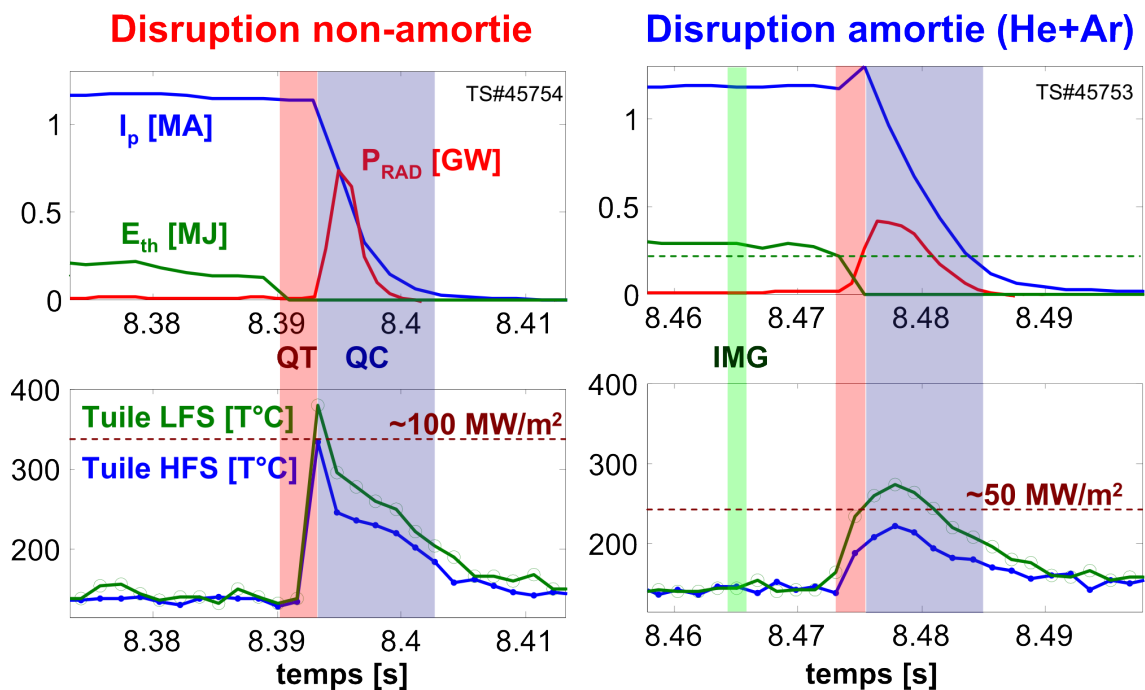 Disruption non-amortie
Disruption amortie (He+Ar)
TS#45754
1
0.5
0
Ip [MA]
PRAD [GW]
Eth [MJ]
8.38
8.39
8.4
8.41
QT
QC
TS#45753
1
0.5
0
8.46
8.47
8.48
8.49
IMG
400
300
200
Tuile LFS [T°C]
~100 MW/m²
Tuile HFS [T°C]
8.38
8.39
8.4
8.41
temps [s]
400
300
200
~50 MW/m²
8.46
8.47
8.48
8.49
temps [s]